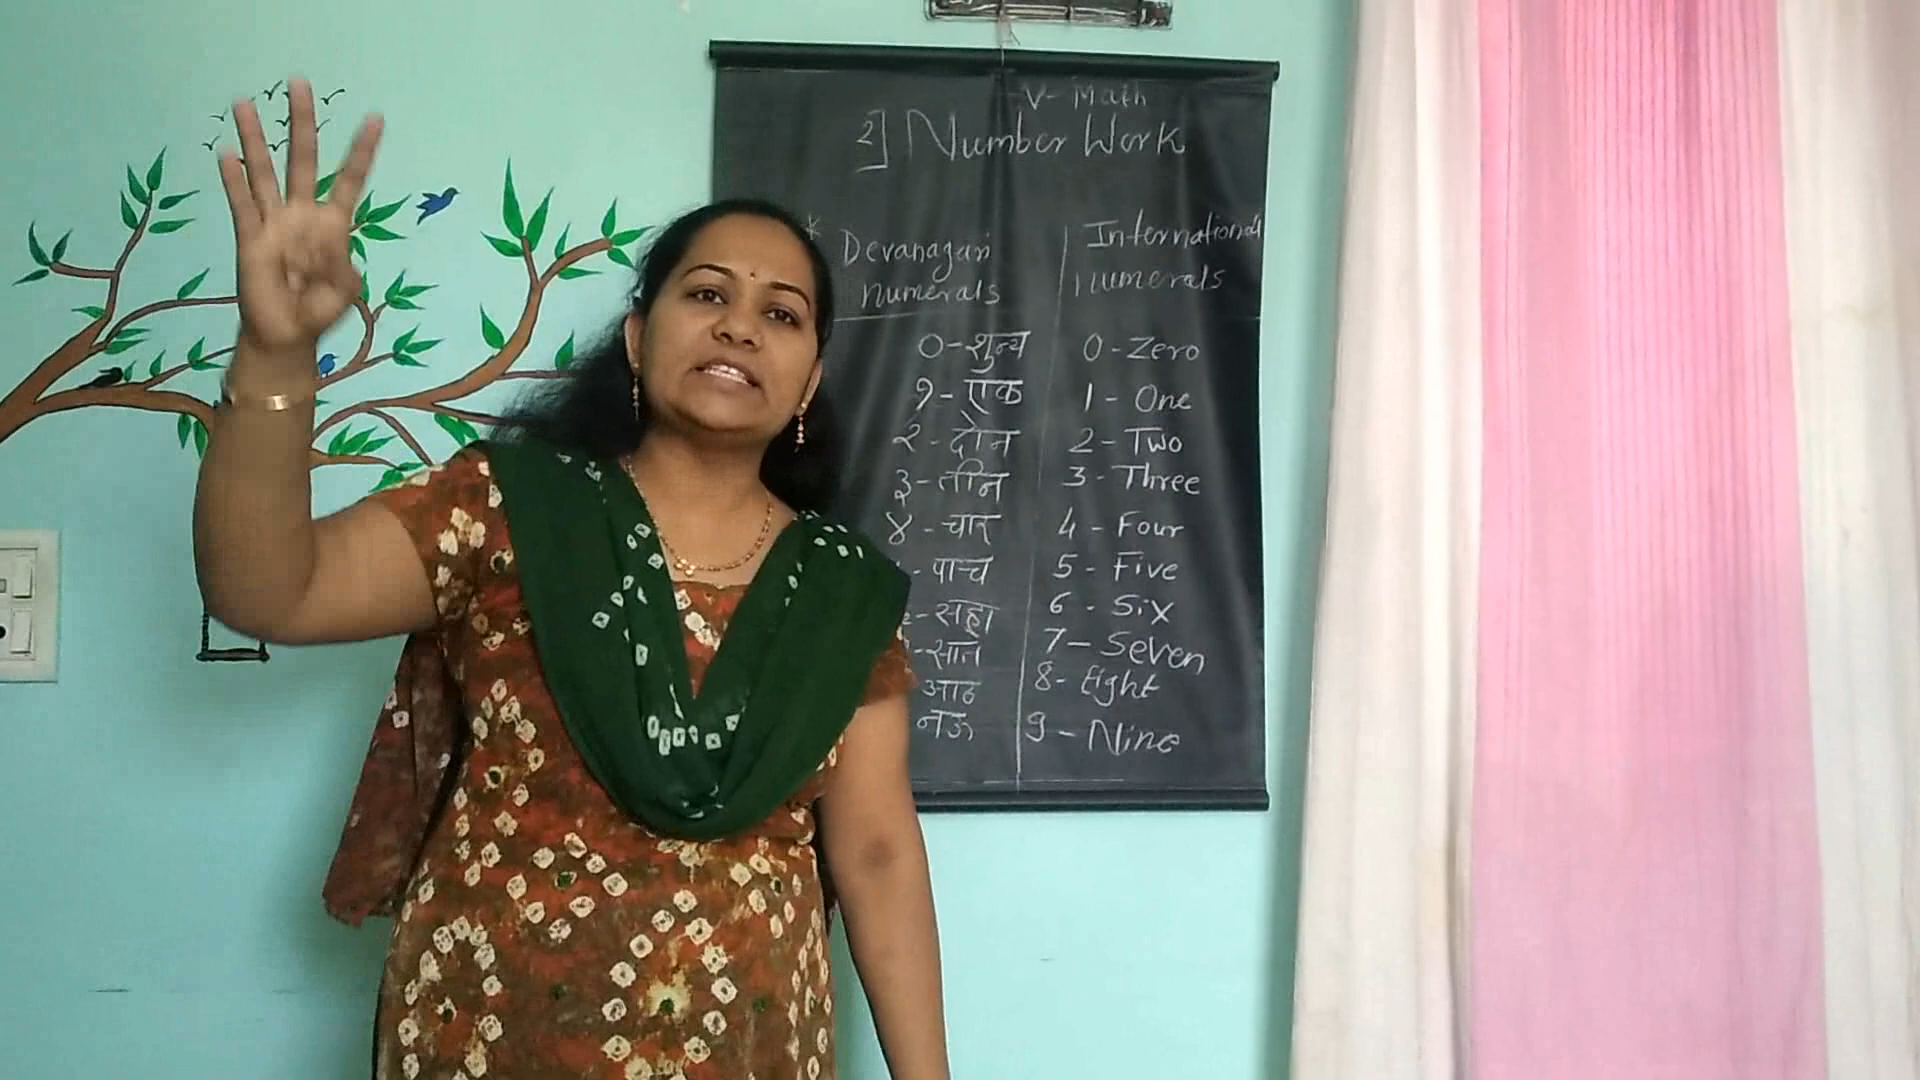 V- Math
2] Number Work
* Devanagari
numerals
International
numerals
0-शुन्य
१-एक
२-दोन
३-तीन
४-चार
-पाच
-सहा
-सात
आठ
नऊ
0-Zero
1-One
2-Two
3-Three
4-Four
5-Five
6-Six
7-Seven
8-Eight
9-Nine